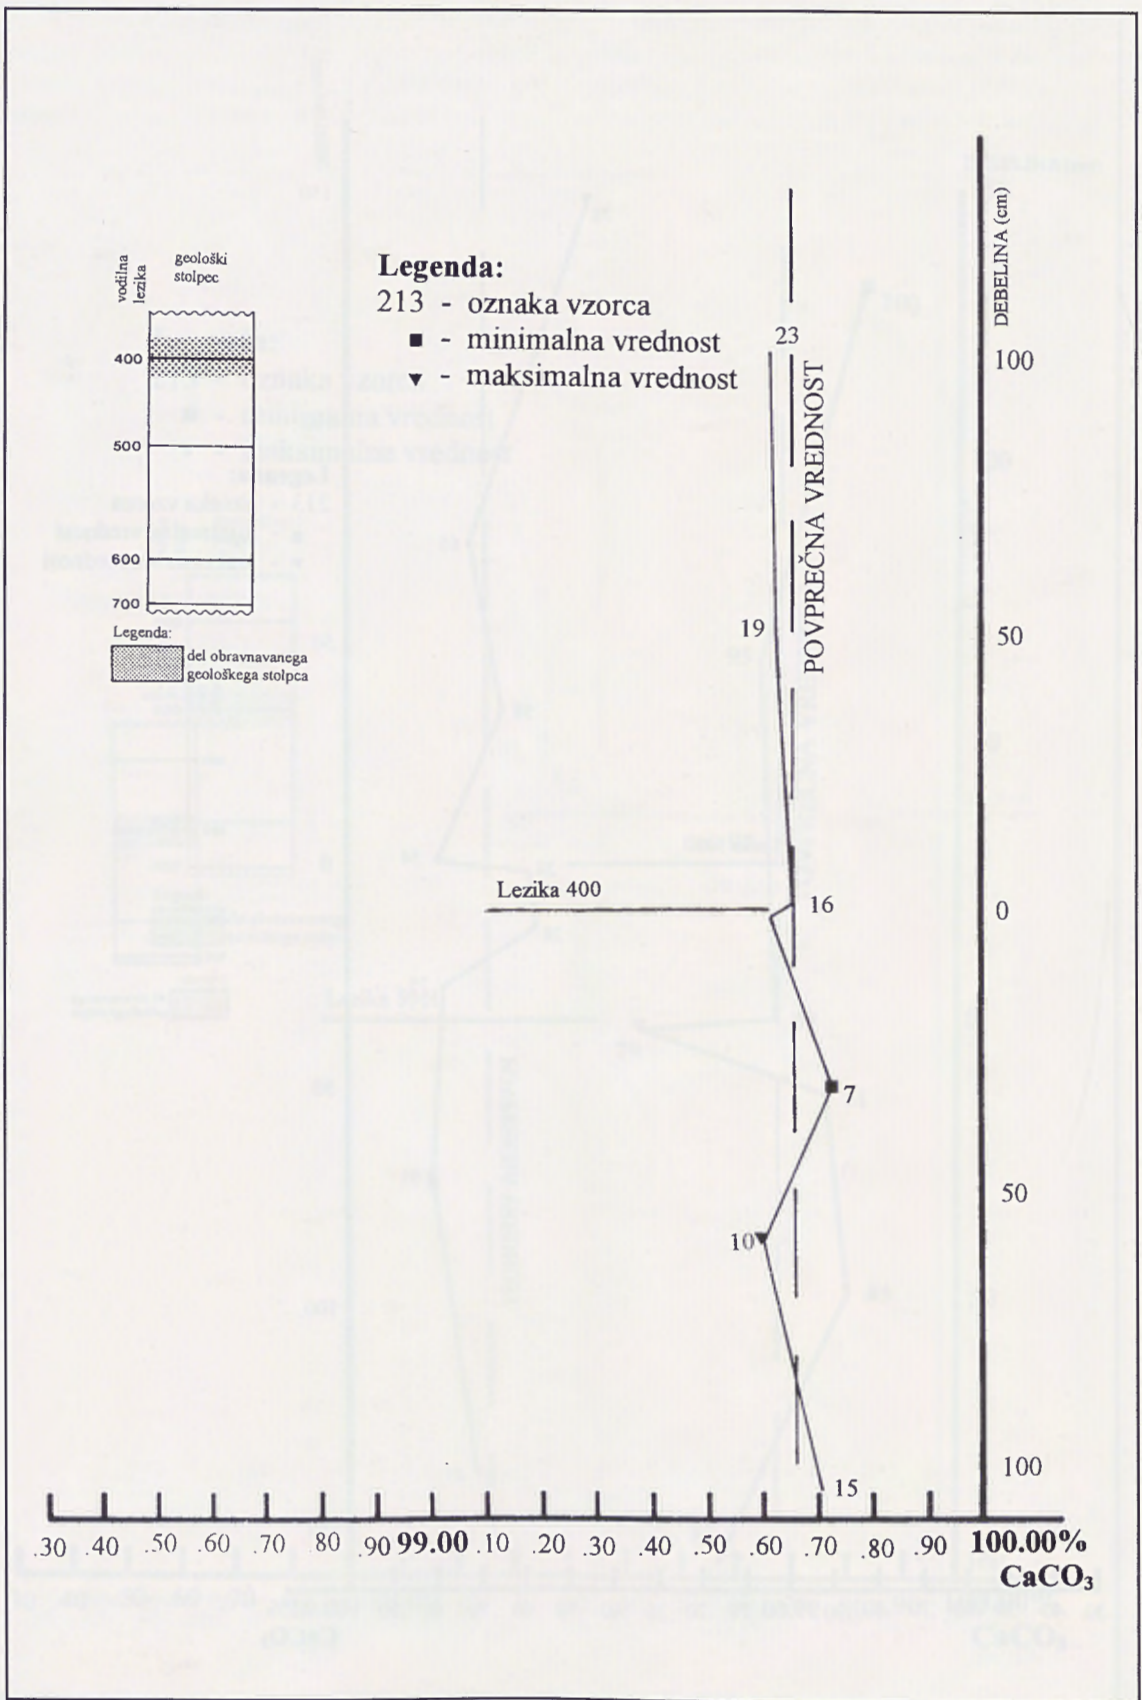 vodilna
lezika
geološki
stolpec
400
500
600
700
Legenda:
del obravnavanega
geološkega stolpca
Legenda:
213 - oznaka vzorca
■ - minimalna vrednost
▼ - maksimalna vrednost
DEBELINA (cm)
23
100
POVPREČNA VREDNOST
19
50
Lezika 400
16
0
7
50
10
100
15
.30 .40 .50 .60 .70 .80 .90 99.00 .10 .20 .30 .40 .50 .60 .70 .80 .90 100.00%
CaCO₃